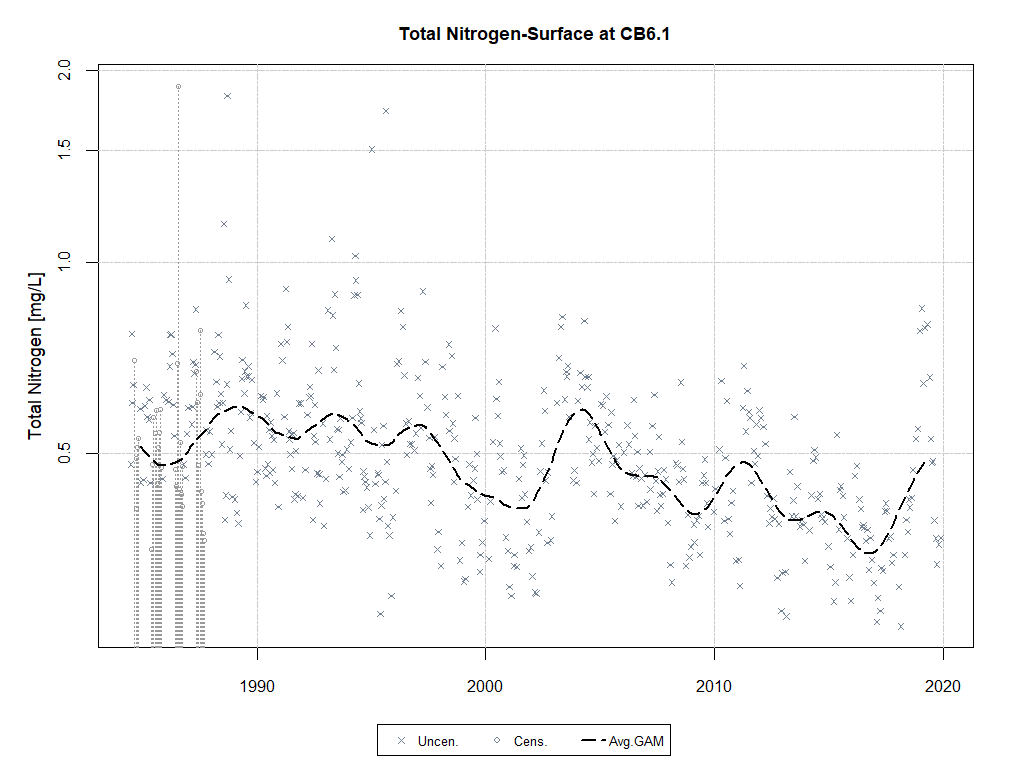 Total Nitrogen-Surface at CB6.1
Total Nitrogen [mg/L]
2.0
1.5
1.0
0.5
1990 2000 2010 2020
Uncen. Cens. Avg.GAM